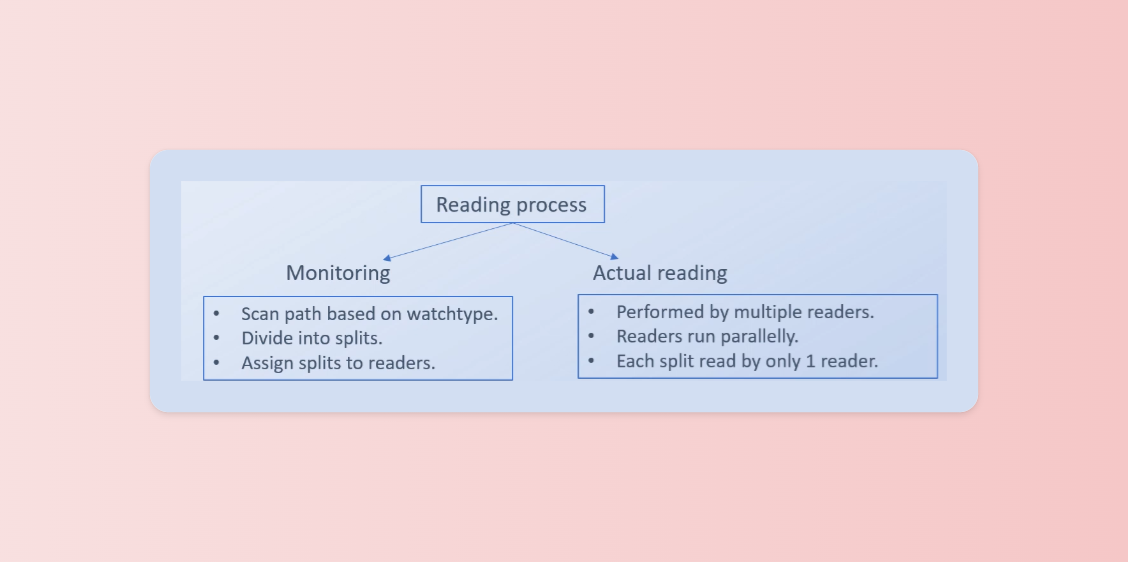 Reading process
Monitoring
• Scan path based on watchtype.
• Divide into splits.
• Assign splits to readers.
Actual reading
• Performed by multiple readers.
• Readers run parallelly.
• Each split read by only 1 reader.